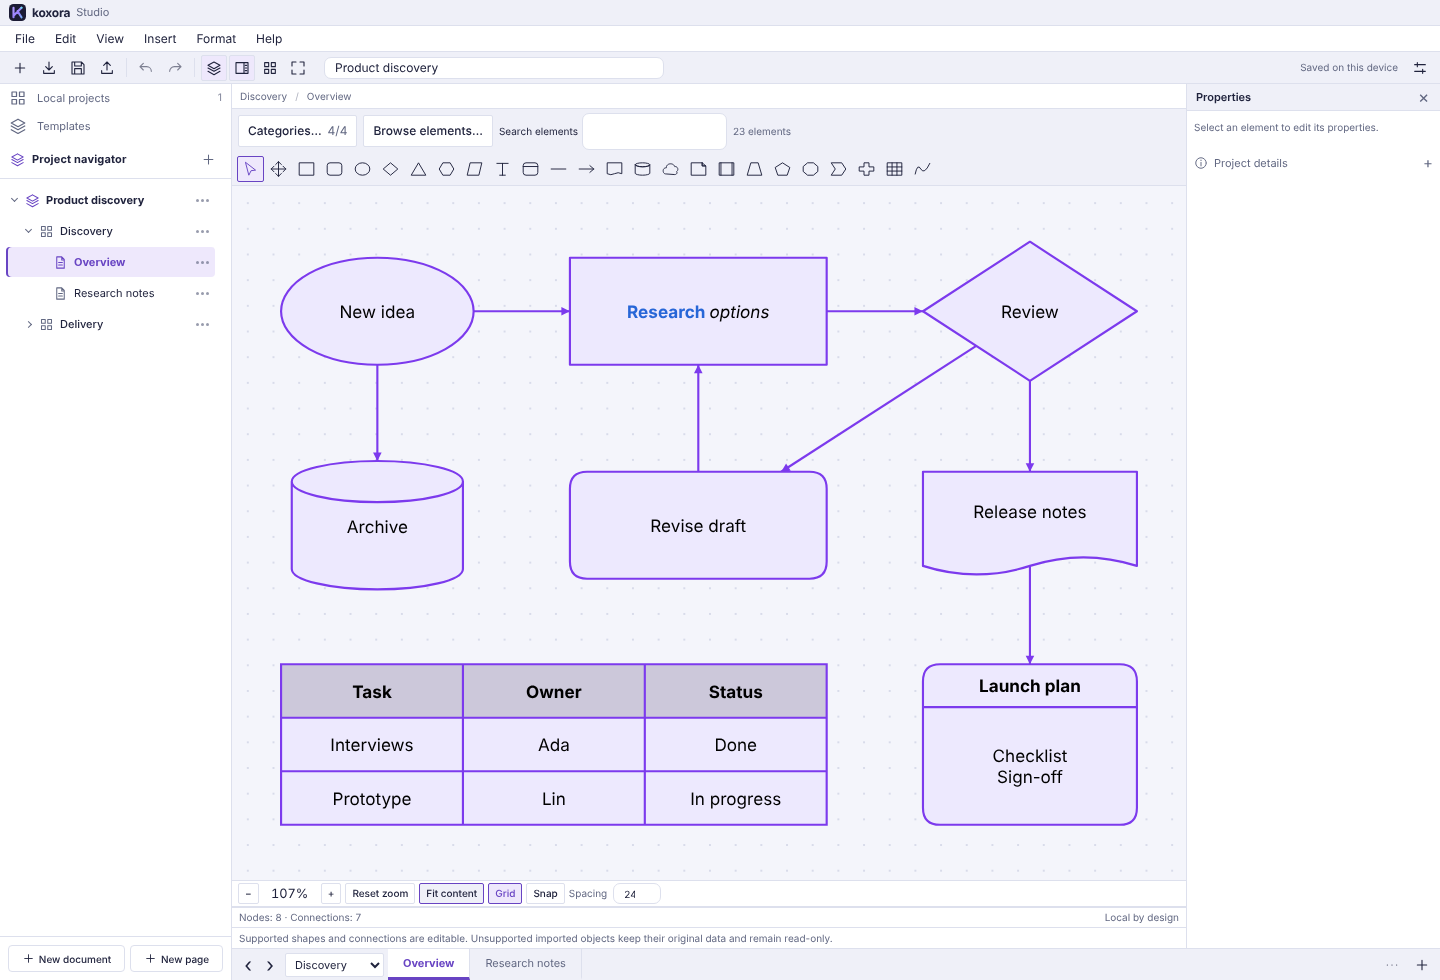 koxora Studio
File Edit View Insert Format Help
Product discovery
Saved on this device
Local projects 1
Templates
Project navigator
Product discovery
Discovery
Overview
Research notes
Delivery
+ New document
+ New page
Discovery / Overview
Categories... 4/4
Browse elements...
Search elements
23 elements
New idea
Research options
Review
Archive
Revise draft
Release notes
Task Owner Status
Interviews Ada Done
Prototype Lin In progress
Launch plan
Checklist
Sign-off
- 107% + Reset zoom Fit content Grid Snap Spacing 24
Nodes: 8 · Connections: 7
Local by design
Supported shapes and connections are editable. Unsupported imported objects keep their original data and remain read-only.
Discovery
Overview
Research notes
Properties
Select an element to edit its properties.
Project details +